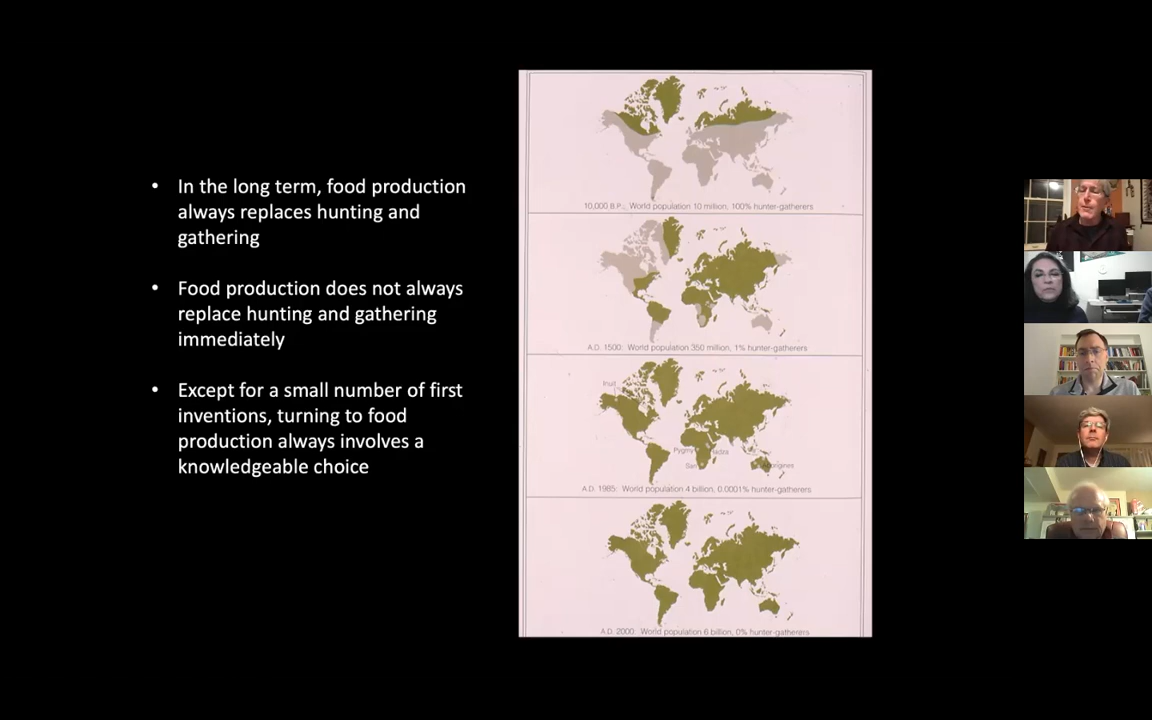 • In the long term, food production
always replaces hunting and
gathering
• Food production does not always
replace hunting and gathering
immediately
• Except for a small number of first
inventions, turning to food
production always involves a
knowledgeable choice
10,000 B.P.: World population 10 million, 100% hunter-gatherers
A.D. 1500: World population 350 million, 1% hunter-gatherers
Inuit
Pygmy
San
Aborigines
A.D. 1985: World population 4 billion, 0.0001% hunter-gatherers
A.D. 2000: World population 6 billion, 0% hunter-gatherers